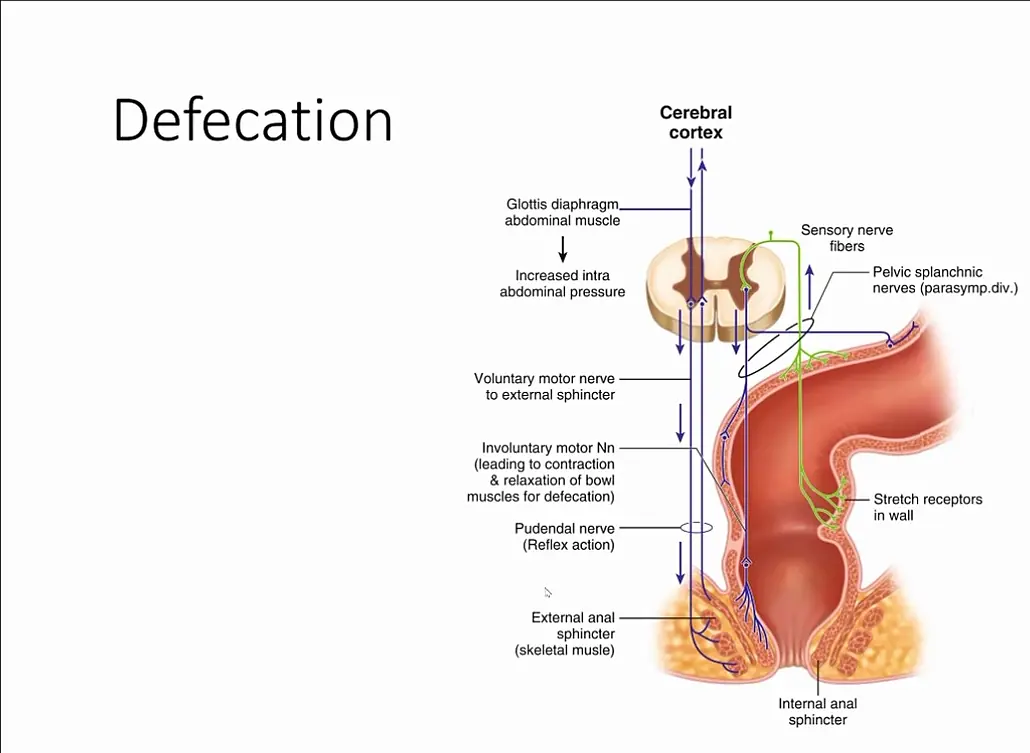 Defecation
Cerebral
cortex
Glottis diaphragm
abdominal muscle
Increased intra
abdominal pressure
Sensory nerve
fibers
Pelvic splanchnic
nerves (parasymp.div.)
Voluntary motor nerve
to external sphincter
Involuntary motor Nn
(leading to contraction
& relaxation of bowl
muscles for defecation)
Stretch receptors
in wall
Pudendal nerve
(Reflex action)
External anal
sphincter
(skeletal musle)
Internal anal
sphincter